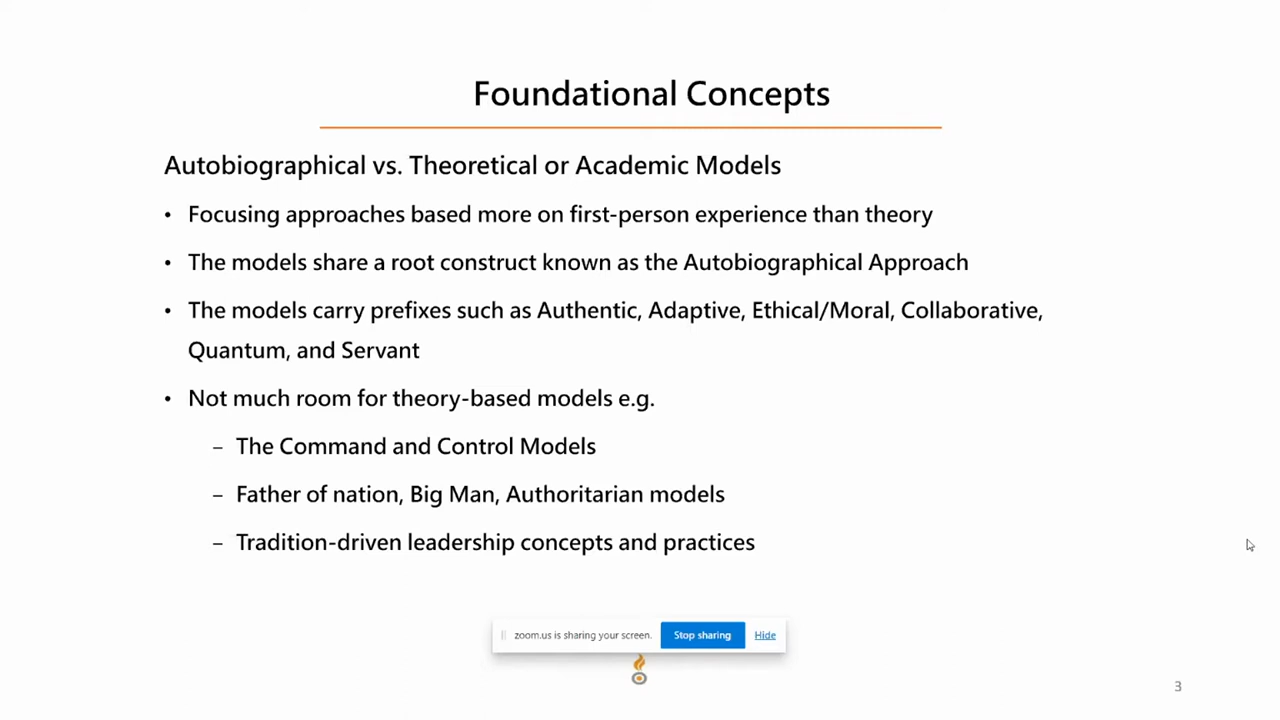 Foundational Concepts
Autobiographical vs. Theoretical or Academic Models
• Focusing approaches based more on first-person experience than theory
• The models share a root construct known as the Autobiographical Approach
• The models carry prefixes such as Authentic, Adaptive, Ethical/Moral, Collaborative,
Quantum, and Servant
• Not much room for theory-based models e.g.
– The Command and Control Models
– Father of nation, Big Man, Authoritarian models
– Tradition-driven leadership concepts and practices
zoom.us is sharing your screen. Stop sharing Hide
3